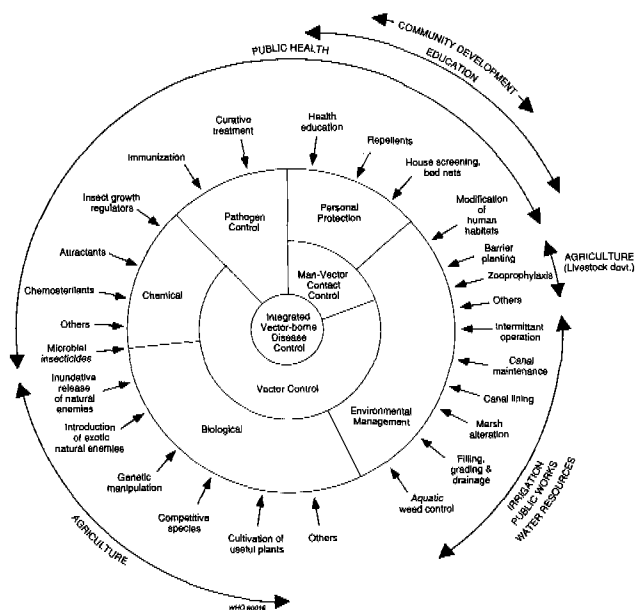 COMMUNITY DEVELOPMENT
EDUCATION
PUBLIC HEALTH
Curative
treatment
Health
education
Immunization
Repellents
House screening,
bed nets
Insect growth
regulators
Pathogen
Control
Personal
Protection
Modification
of
human
habitats
Attractants
Barrier
planting
AGRICULTURE
(Livestock davt.)
Zooprophylaxis
Chemosterilants
Chemical
Man-Vector
Contact
Control
Others
Others
Integrated
Vector-borne
Disease
Control
Intermittant
operation
Microbial
insecticides
Canal
maintenance
Inundative
release
of natural
enemies
Vector Control
Canal lining
Introduction
of exotic
natural enemies
Biological
Environmental
Management
Marsh
alteration
Genetic
manipulation
Filling,
grading &
drainage
IRRIGATION
PUBLIC WORKS
WATER RESOURCES
Competitive
species
Aquatic
weed control
Cultivation of
useful plants
Others
AGRICULTURE